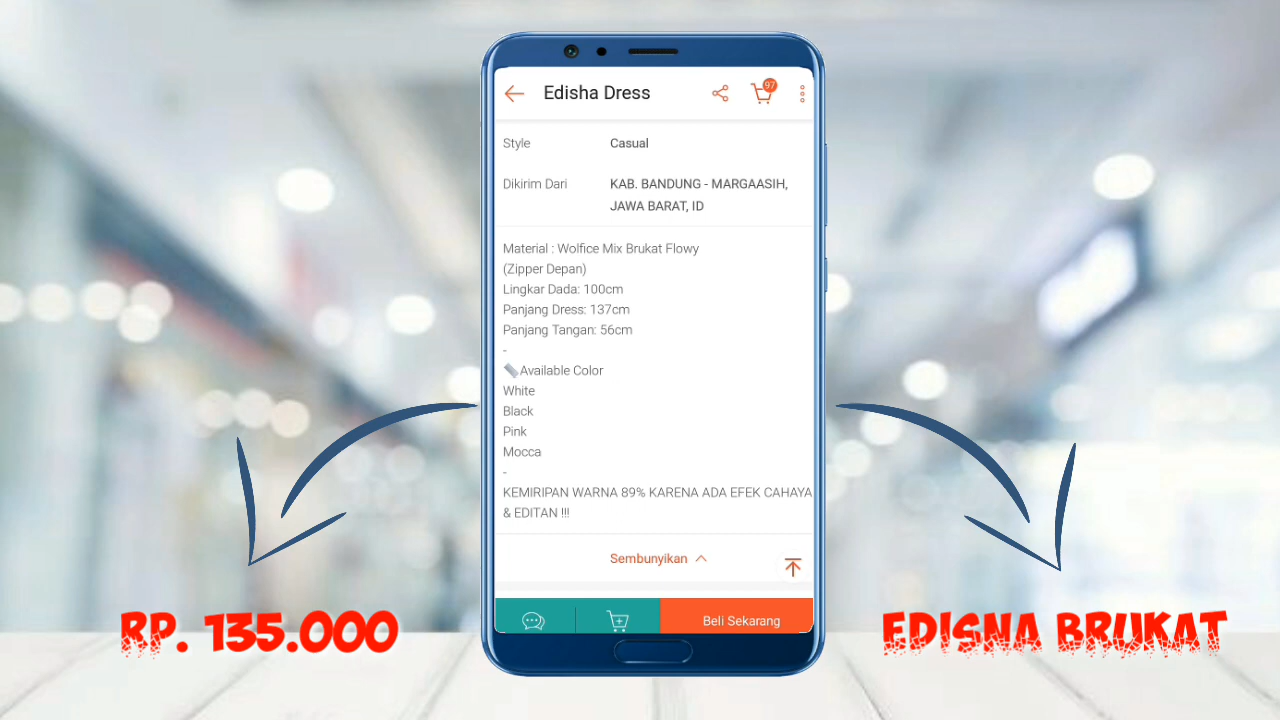 Edisha Dress
97
Style Casual
Dikirim Dari KAB. BANDUNG - MARGAASIH,
JAWA BARAT, ID
Material : Wolfice Mix Brukat Flowy
(Zipper Depan)
Lingkar Dada: 100cm
Panjang Dress: 137cm
Panjang Tangan: 56cm
-
Available Color
White
Black
Pink
Mocca
-
KEMIRIPAN WARNA 89% KARENA ADA EFEK CAHAYA
& EDITAN !!!
Sembunyikan
Beli Sekarang
RP. 135.000
EDISNA BRUKAT